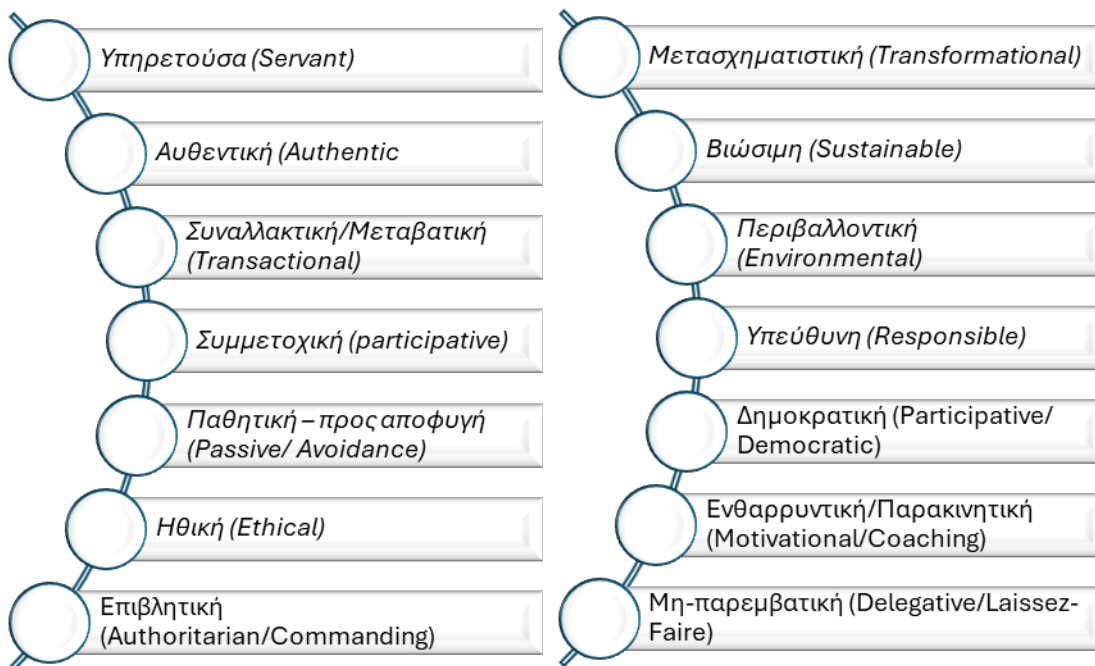 Υπηρετούσα (Servant)
Αυθεντική (Authentic
Συναλλακτική/Μεταβατική
(Transactional)
Συμμετοχική (participative)
Παθητική – προς αποφυγή
(Passive/ Avoidance)
Ηθική (Ethical)
Επιβλητική
(Authoritarian/Commanding)
Μετασχηματιστική (Transformational)
Βιώσιμη (Sustainable)
Περιβαλλοντική
(Environmental)
Υπεύθυνη (Responsible)
Δημοκρατική (Participative/
Democratic)
Ενθαρρυντική/Παρακινητική
(Motivational/Coaching)
Μη-παρεμβατική (Delegative/Laissez-
Faire)